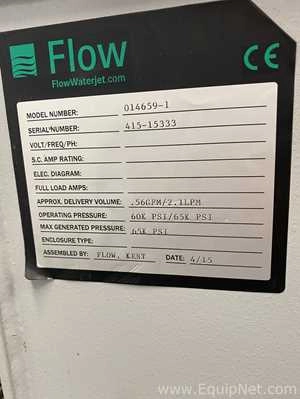 Flow
CE
FlowWaterjet.com
MODEL NUMBER: 014659-1
SERIAL NUMBER: 415-15333
VOLT/FREQ/PH:
S.C. AMP RATING:
ELEC. DIAGRAM:
FULL LOAD AMPS:
APPROX. DELIVERY VOLUME: .56GPM/2.1LPM
OPERATING PRESSURE: 60K PSI/65K PSI
MAX GENERATED PRESSURE: 65K PSI
ENCLOSURE TYPE:
ASSEMBLED BY: FLOW, KENT DATE: 4/15
© EquipNet.com